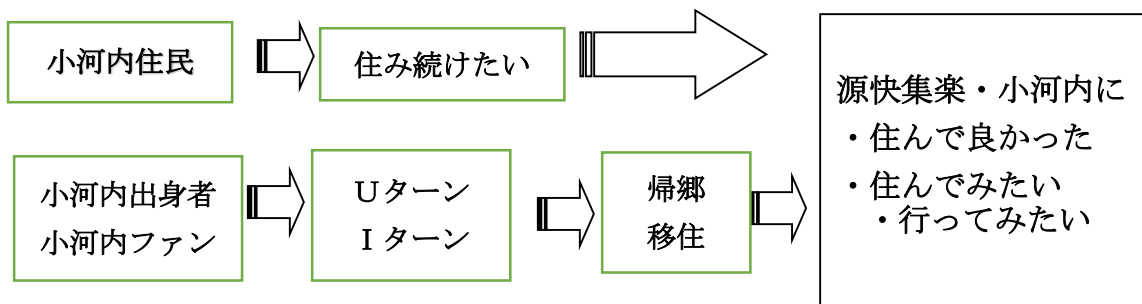 小河内住民
住み続けたい
小河内出身者
小河内ファン
Uターン
Iターン
帰郷
移住
源快集楽・小河内に
・住んで良かった
・住んでみたい
・行ってみたい